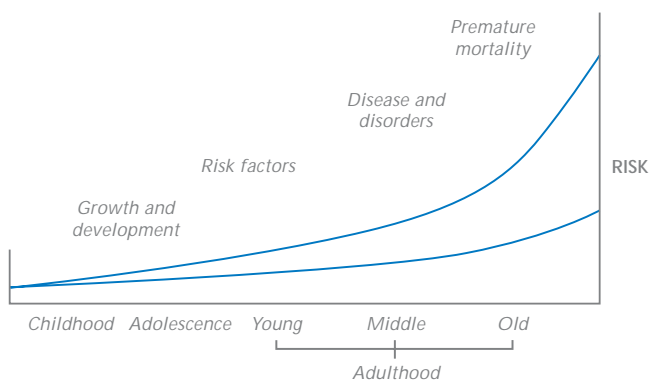 Premature
mortality
Disease and
disorders
Risk factors
RISK
Growth and
development
Childhood Adolescence Young Middle Old
Adulthood